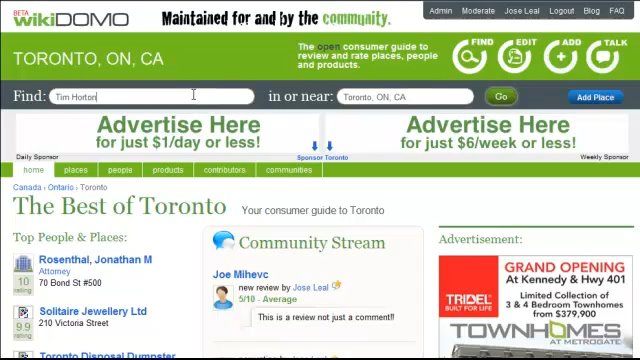 BETA
wikiDOMO
Maintained for and by the community.
Admin Moderate Jose Leal Logout Blog FAQ
TORONTO, ON, CA
The open consumer guide to
review and rate places, people
and products.
FIND EDIT ADD TALK
Find: Tim Horton in or near: Toronto, ON, CA Go Add Place
Advertise Here
for just $1/day or less!
Advertise Here
for just $6/week or less!
Daily Sponsor Sponsor Toronto Weekly Sponsor
home places people products contributors communities
Canada › Ontario › Toronto
The Best of Toronto Your consumer guide to Toronto
Top People & Places:
Rosenthal, Jonathan M
Attorney
70 Bond St #500
10
rating
Solitaire Jewellery Ltd
210 Victoria Street
9.9
rating
Toronto Disposal Dumpster
Community Stream
Joe Mihevc
new review by Jose Leal
5/10 - Average
This is a review not just a comment!!
Advertisement:
GRAND OPENING
At Kennedy & Hwy 401
TRIDEL
BUILT FOR LIFE
Limited Collection of
3 & 4 Bedroom Townhomes
from $379,900
TOWNHOMES
AT METROGATE